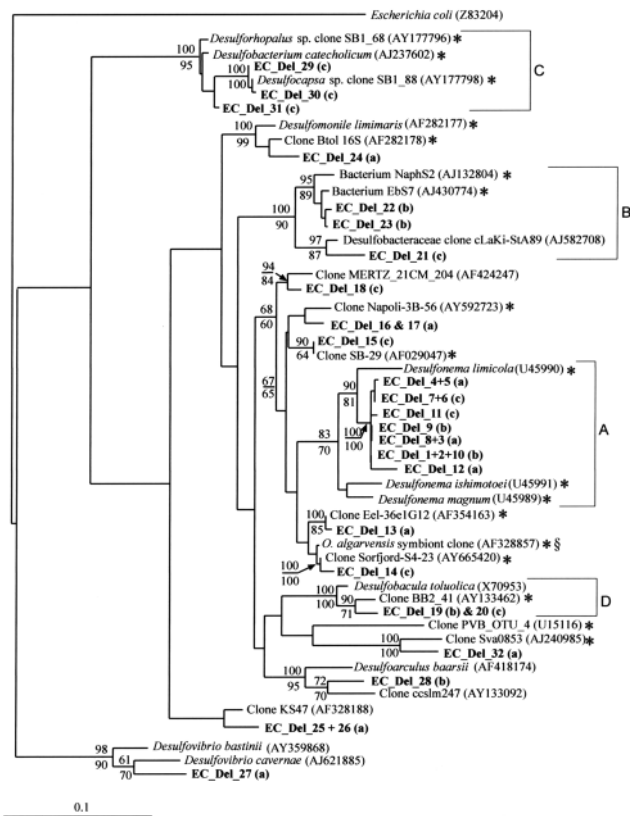 Escherichia coli (Z83204)
Desulforhopalus sp. clone SB1_68 (AY177796) *
100
95
Desulfobacterium catecholicum (AJ237602) *
EC_Del_29 (c)
100
100
Desulfocapsa sp. clone SB1_88 (AY177798) *
EC_Del_30 (c)
EC_Del_31 (c)
C
100
99
Desulfomonile limimaris (AF282177) *
Clone Btol 16S (AF282178) *
EC_Del_24 (a)
Bacterium NaphS2 (AJ132804) *
95
89
Bacterium EbS7 (AJ430774) *
EC_Del_22 (b)
EC_Del_23 (b)
100
90
97
87
Desulfobacteraceae clone cLaKi-StA89 (AJ582708)
EC_Del_21 (c)
B
94
84
Clone MERTZ_21CM_204 (AF424247)
EC_Del_18 (c)
68
60
Clone Napoli-3B-56 (AY592723) *
EC_Del_16 & 17 (a)
90
64
EC_Del_15 (c)
Clone SB-29 (AF029047) *
67
65
Desulfonema limicola (U45990) *
90
81
EC_Del_4+5 (a)
EC_Del_7+6 (c)
EC_Del_11 (c)
EC_Del_9 (b)
100
100
EC_Del_8+3 (a)
EC_Del_1+2+10 (b)
EC_Del_12 (a)
83
70
Desulfonema ishimotoei (U45991) *
Desulfonema magnum (U45989) *
A
100
85
Clone Eel-36e1G12 (AF354163) *
EC_Del_13 (a)
O. algarvensis symbiont clone (AF328857) * §
Clone Sorfjord-S4-23 (AY665420) *
100
100
EC_Del_14 (c)
100
100
Desulfobacula toluolica (X70953)
90
71
Clone BB2_41 (AY133462) *
EC_Del_19 (b) & 20 (c)
D
Clone PVB_OTU_4 (U15116) *
100
100
Clone Sva0853 (AJ240985) *
EC_Del_32 (a)
100
95
Desulfoarculus baarsii (AF418174)
72
70
EC_Del_28 (b)
Clone ccslm247 (AY133092)
Clone KS47 (AF328188)
EC_Del_25 + 26 (a)
98
90
Desulfovibrio bastinii (AY359868)
61
70
Desulfovibrio cavernae (AJ621885)
EC_Del_27 (a)
0.1